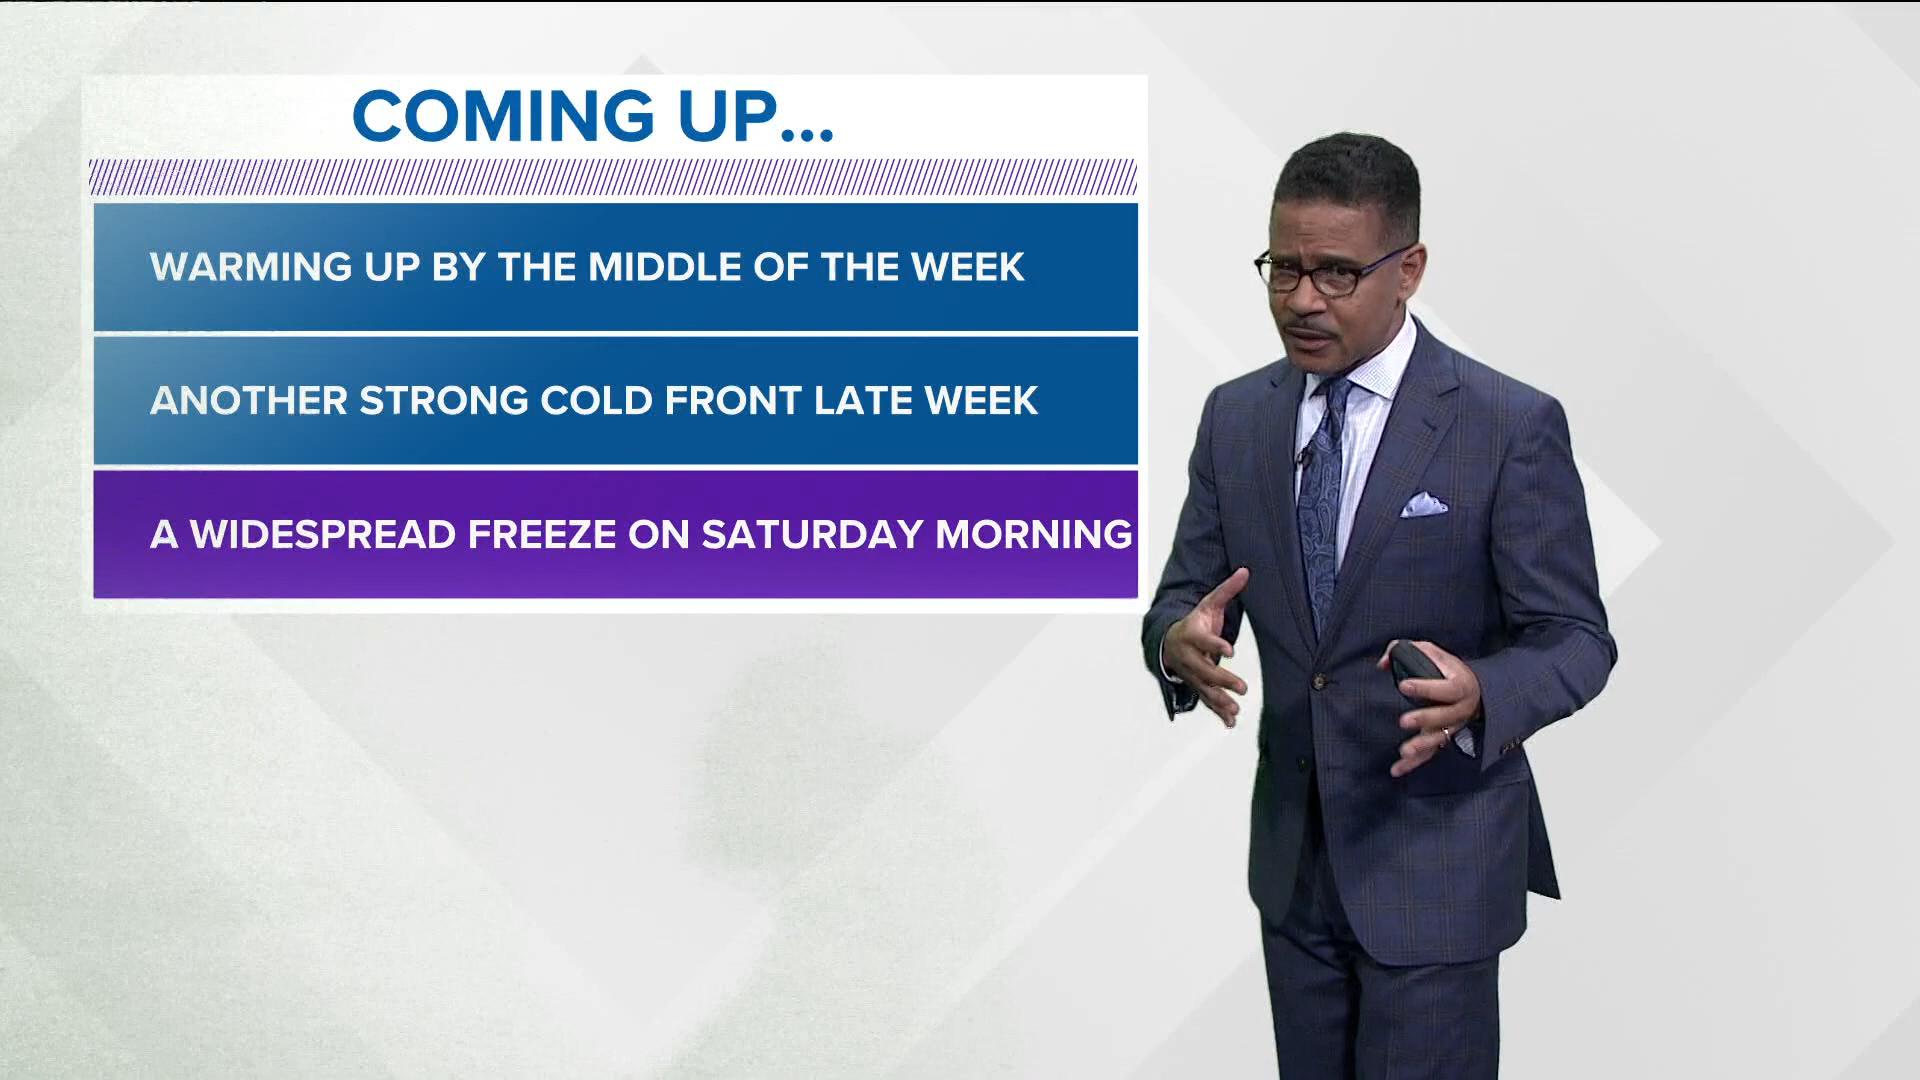 COMING UP...
WARMING UP BY THE MIDDLE OF THE WEEK
ANOTHER STRONG COLD FRONT LATE WEEK
A WIDESPREAD FREEZE ON SATURDAY MORNING